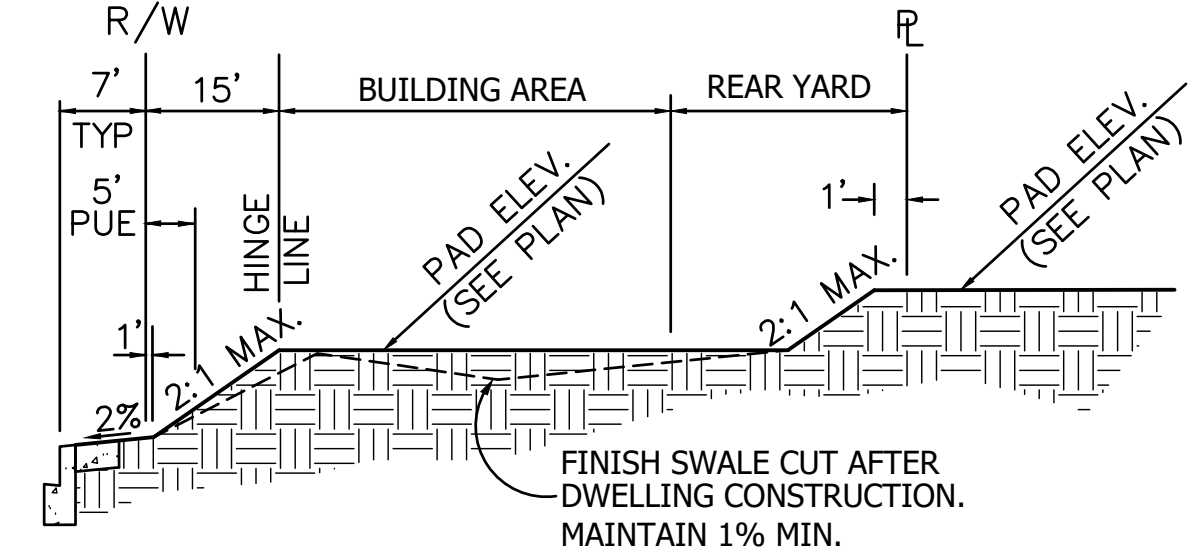 R/W
PL
7'
15'
BUILDING AREA
REAR YARD
TYP
5'
PUE
HINGE
LINE
PAD ELEV.
(SEE PLAN)
1'
PAD ELEV.
(SEE PLAN)
1'
2:1 MAX.
2:1 MAX.
2%
FINISH SWALE CUT AFTER
DWELLING CONSTRUCTION.
MAINTAIN 1% MIN.